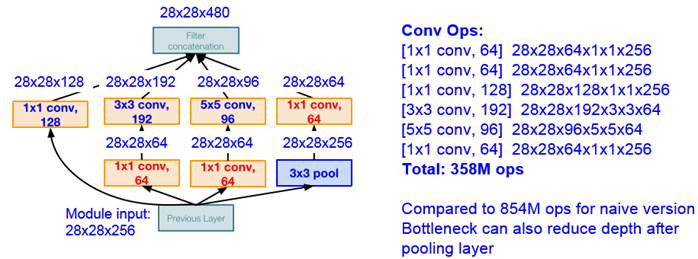 28x28x480
Filter
concatenation
28x28x128 28x28x192 28x28x96 28x28x64
1x1 conv,
128
3x3 conv,
192
5x5 conv,
96
1x1 conv,
64
28x28x64 28x28x64 28x28x256
1x1 conv,
64
1x1 conv,
64
3x3 pool
Module input:
28x28x256
Previous Layer
Conv Ops:
[1x1 conv, 64] 28x28x64x1x1x256
[1x1 conv, 64] 28x28x64x1x1x256
[1x1 conv, 128] 28x28x128x1x1x256
[3x3 conv, 192] 28x28x192x3x3x64
[5x5 conv, 96] 28x28x96x5x5x64
[1x1 conv, 64] 28x28x64x1x1x256
Total: 358M ops
Compared to 854M ops for naive version
Bottleneck can also reduce depth after
pooling layer